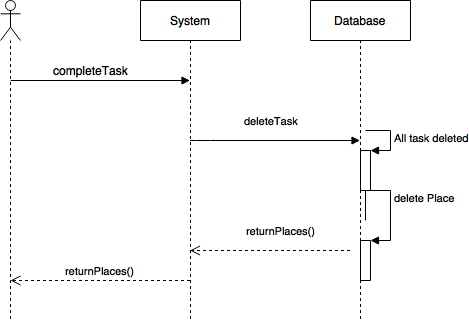 System
Database
completeTask
deleteTask
All task deleted
delete Place
returnPlaces()
returnPlaces()